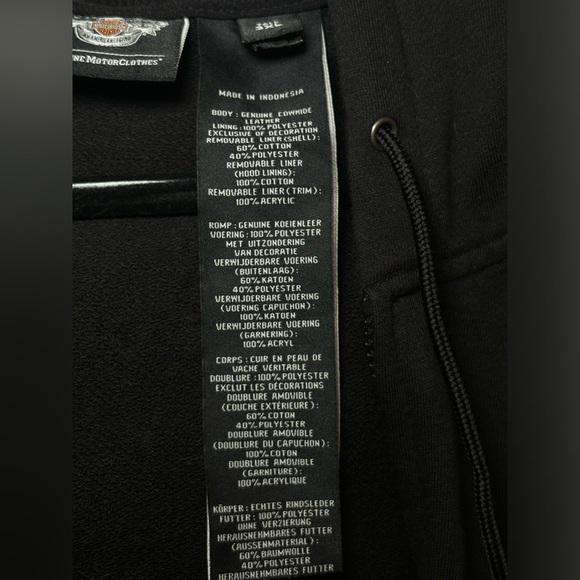 NE MOTORCLOTHES®
MADE IN INDONESIA
BODY : GENUINE COWHIDE
LEATHER
LINING : 100% POLYESTER
EXCLUSIVE OF DECORATION
REMOVABLE LINER (SHELL):
60% COTTON
40% POLYESTER
REMOVABLE LINER
(HOOD LINING):
100% COTTON
REMOVABLE LINER (TRIM):
100% ACRYLIC
ROMP : GENUINE KOEIENLEER
VOERING : 100% POLYESTER
MET UITZONDERING
VAN DECORATIE
VERWIJDERBARE VOERING
(BUITENLAAG) :
60% KATOEN
40% POLYESTER
VERWIJDERBARE VOERING
(VOERING CAPUCHON) :
100% KATOEN
VERWIJDERBARE VOERING
(GARNERING) :
100% ACRYL
CORPS : CUIR EN PEAU DE
VACHE VERITABLE
DOUBLURE : 100% POLYESTER
EXCLUT LES DÉCORATIONS
DOUBLURE AMOVIBLE
(COUCHE EXTÉRIEURE) :
60% COTON
40% POLYESTER
DOUBLURE AMOVIBLE
(DOUBLURE DU CAPUCHON) :
100% COTON
DOUBLURE AMOVIBLE
(GARNITURE) :
100% ACRYLIQUE
KÖRPER : ECHTES RINDSLEDER
FUTTER : 100% POLYESTER
OHNE VERZIERUNG
HERAUSNEHMBARES FUTTER
(AUSSENMATERIAL) :
60% BAUMWOLLE
40% POLYESTER
HERAUSNEHMBARES FUTTER